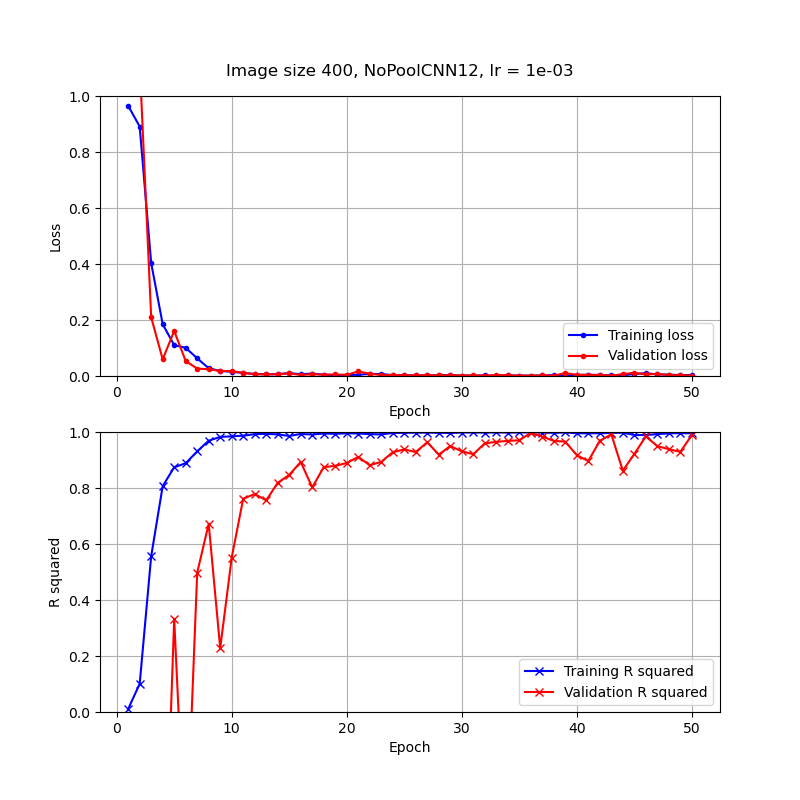 Image size 400, NoPoolCNN12, lr = 1e-03
1.0
0.8
0.6
0.4
0.2
0.0
Loss
0 10 20 30 40 50
Epoch
Training loss
Validation loss
1.0
0.8
0.6
0.4
0.2
0.0
R squared
0 10 20 30 40 50
Epoch
Training R squared
Validation R squared